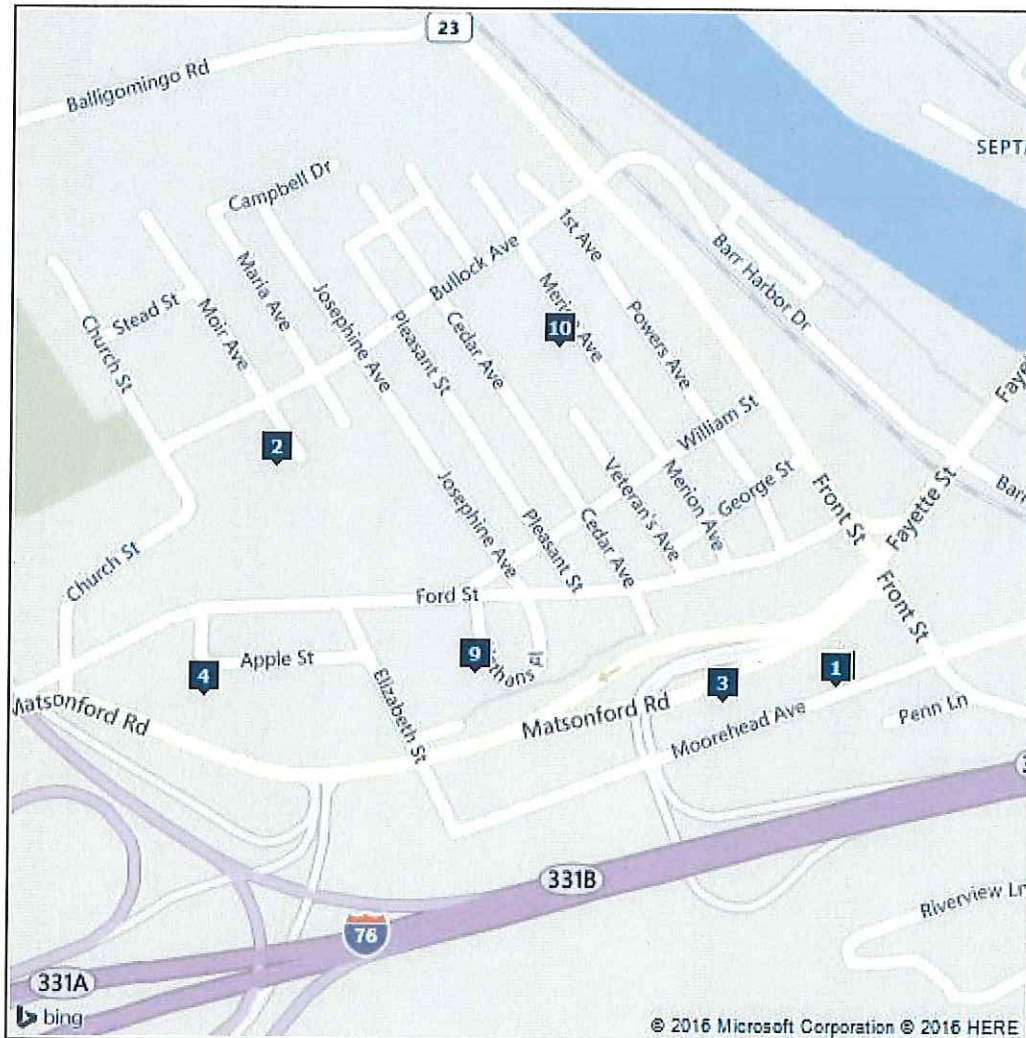 23
Balligomingo Rd
SEPTA
Campbell Dr
1st Ave
Barr Harbor Dr
Bullock Ave
Maria Ave
Stead St
Moir Ave
Josephine Ave
Pleasant St
Cedar Ave
Merion Ave
10
Powers Ave
Church St
Faye
2
William St
Veteran's Ave
Merion Ave
George St
Front St
Fayette St
Barr
Josephine Ave
Pleasant St
Cedar Ave
Church St
Ford St
Front St
9
Apple St
4
3
1
Elizabeth St
Matsonford Rd
Matsonford Rd
Moorehead Ave
Penn Ln
331B
76
Riverview Ln
331A
bing
© 2016 Microsoft Corporation © 2016 HERE